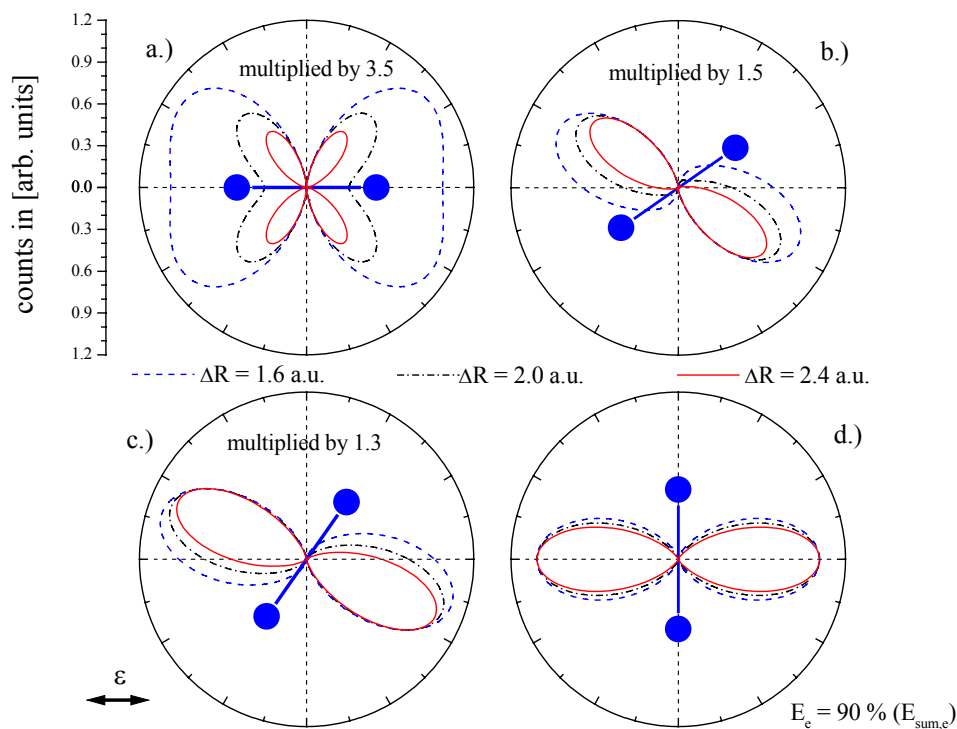 a.)
multiplied by 3.5
b.)
multiplied by 1.5
counts in [arb. units]
1.2
0.9
0.6
0.3
0.0
0.3
0.6
0.9
1.2
ΔR = 1.6 a.u.
ΔR = 2.0 a.u.
ΔR = 2.4 a.u.
c.)
multiplied by 1.3
d.)
ε
E_e = 90 % (E_sum,e)